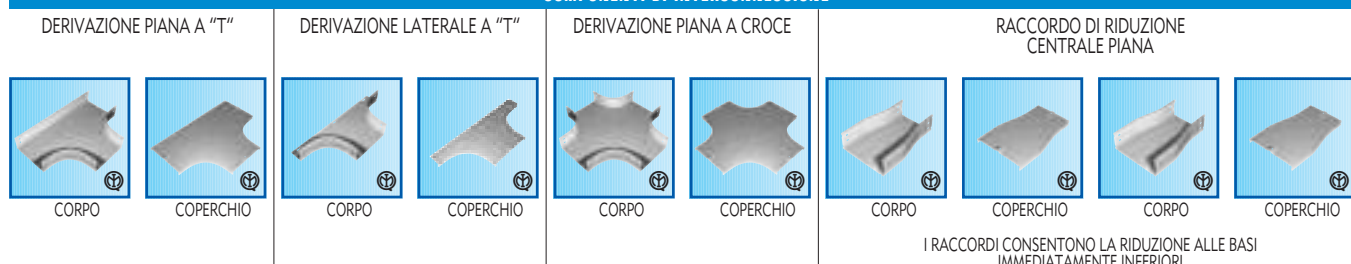 DERIVAZIONE PIANA A "T"
CORPO COPERCHIO
DERIVAZIONE LATERALE A "T"
CORPO COPERCHIO
DERIVAZIONE PIANA A CROCE
CORPO COPERCHIO
RACCORDO DI RIDUZIONE
CENTRALE PIANA
CORPO COPERCHIO CORPO COPERCHIO
I RACCORDI CONSENTONO LA RIDUZIONE ALLE BASI
IMMEDIATAMENTE INFERIORI